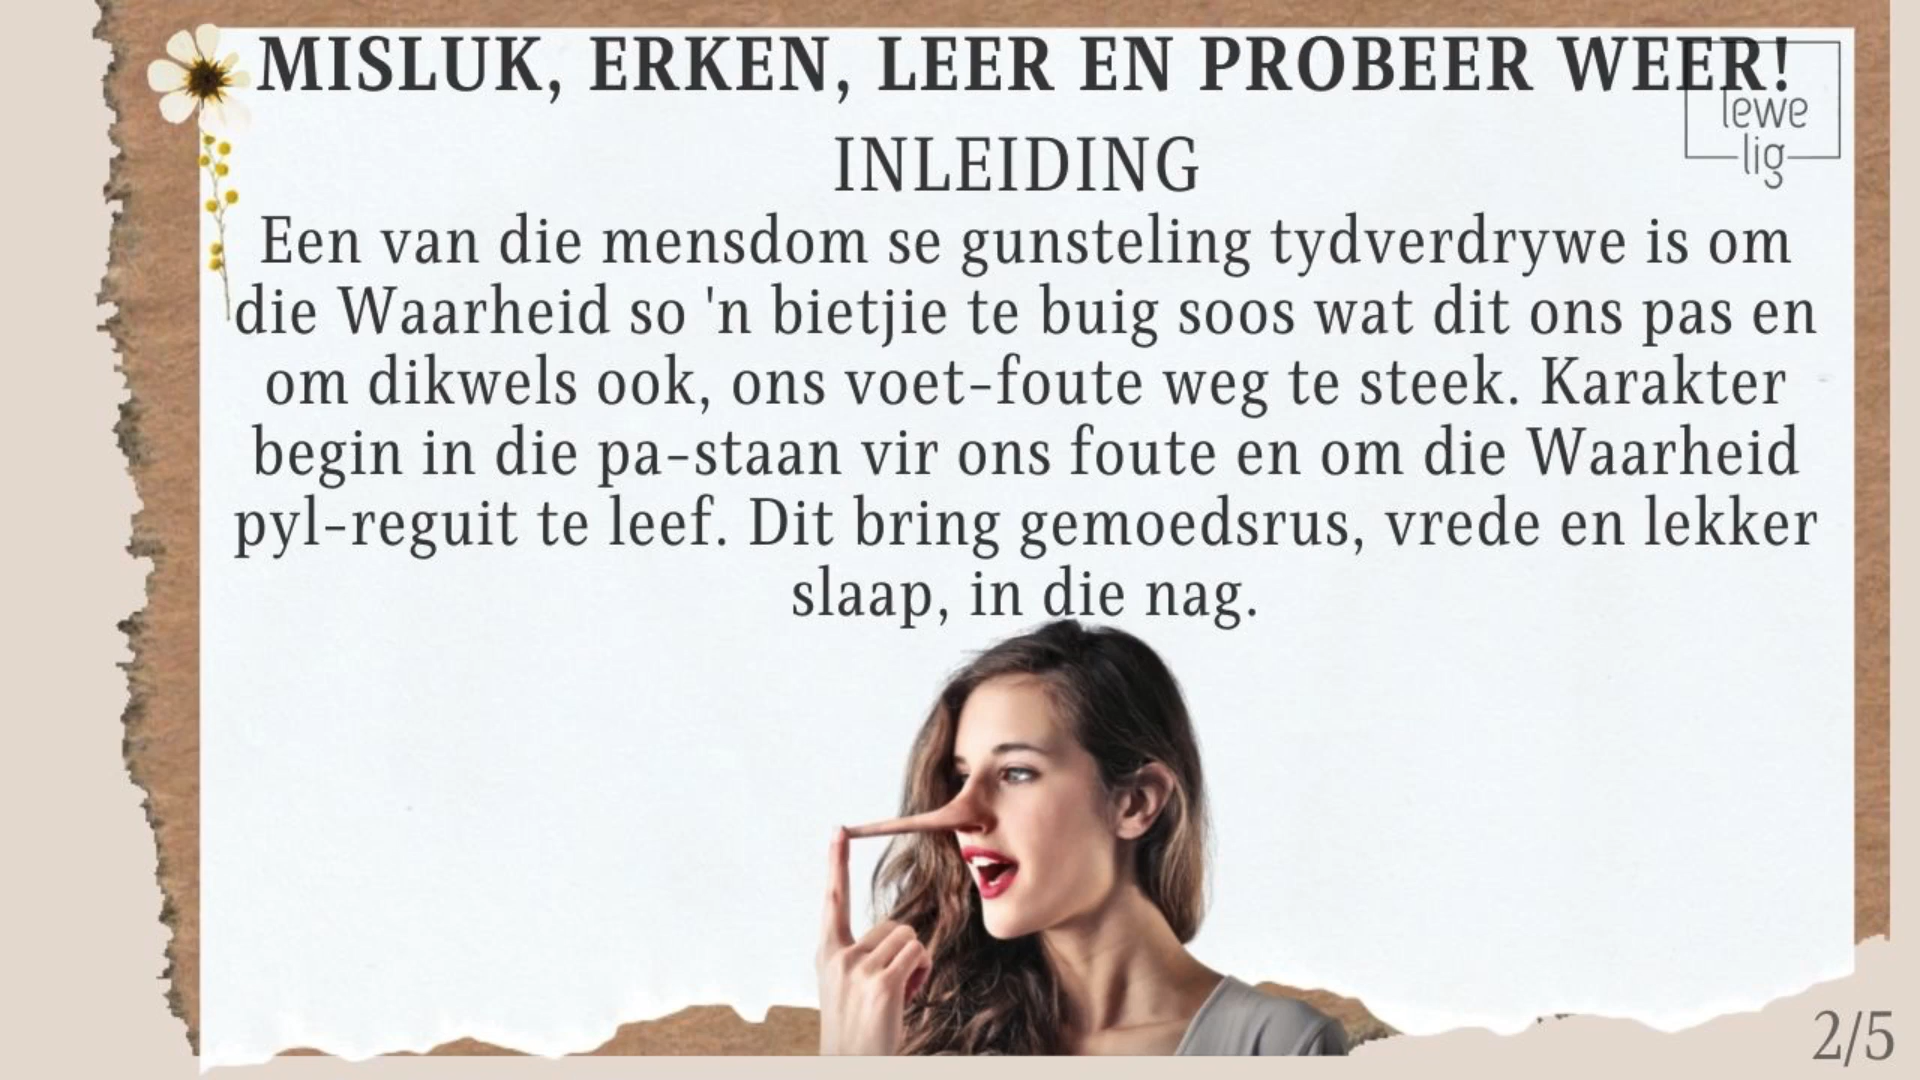 MISLUK, ERKEN, LEER EN PROBEER WEER!
lewe
lig
INLEIDING
Een van die mensdom se gunsteling tydverdrywe is om
die Waarheid so 'n bietjie te buig soos wat dit ons pas en
om dikwels ook, ons voet-foute weg te steek. Karakter
begin in die pa-staan vir ons foute en om die Waarheid
pyl-reguit te leef. Dit bring gemoedsrus, vrede en lekker
slaap, in die nag.
2/5